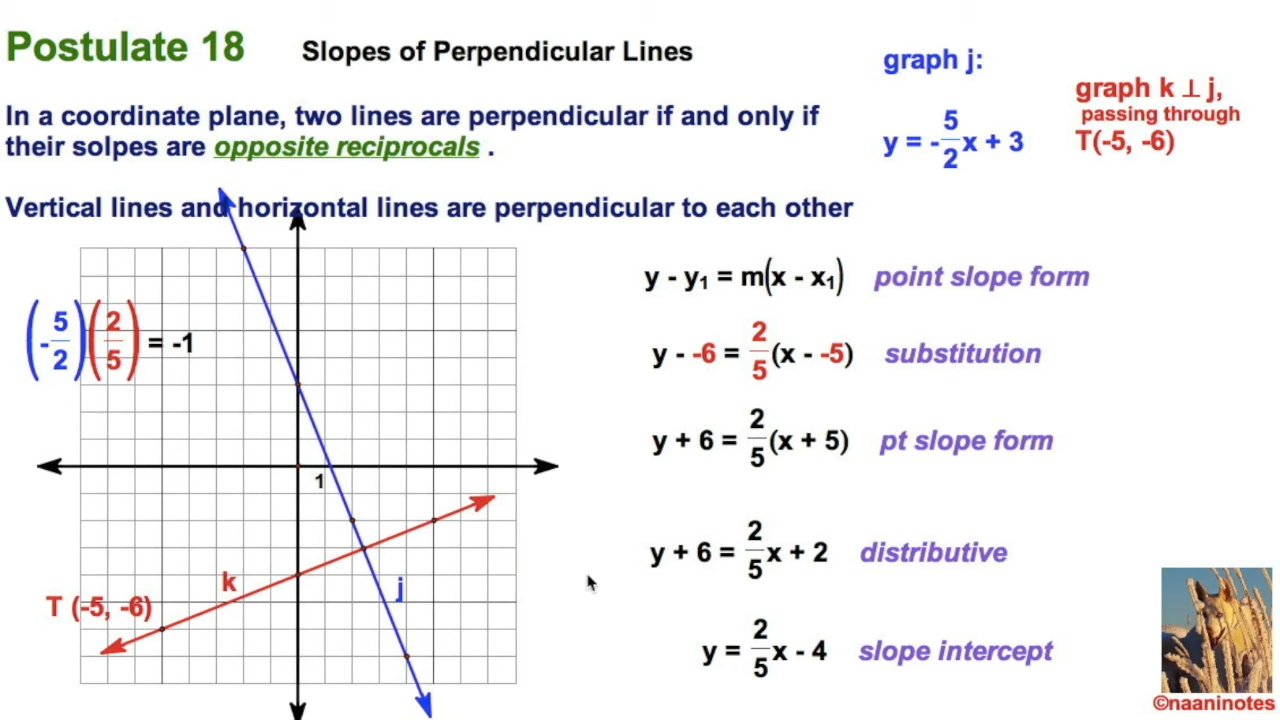 Postulate 18 Slopes of Perpendicular Lines
graph j:
y = -5/2x + 3
graph k ⊥ j,
passing through
T(-5, -6)
In a coordinate plane, two lines are perpendicular if and only if
their solpes are opposite reciprocals .
Vertical lines and horizontal lines are perpendicular to each other
(-5/2)(2/5) = -1
1
k
j
T (-5, -6)
y - y₁ = m(x - x₁) point slope form
y - -6 = 2/5(x - -5) substitution
y + 6 = 2/5(x + 5) pt slope form
y + 6 = 2/5x + 2 distributive
y = 2/5x - 4 slope intercept
©naaninotes